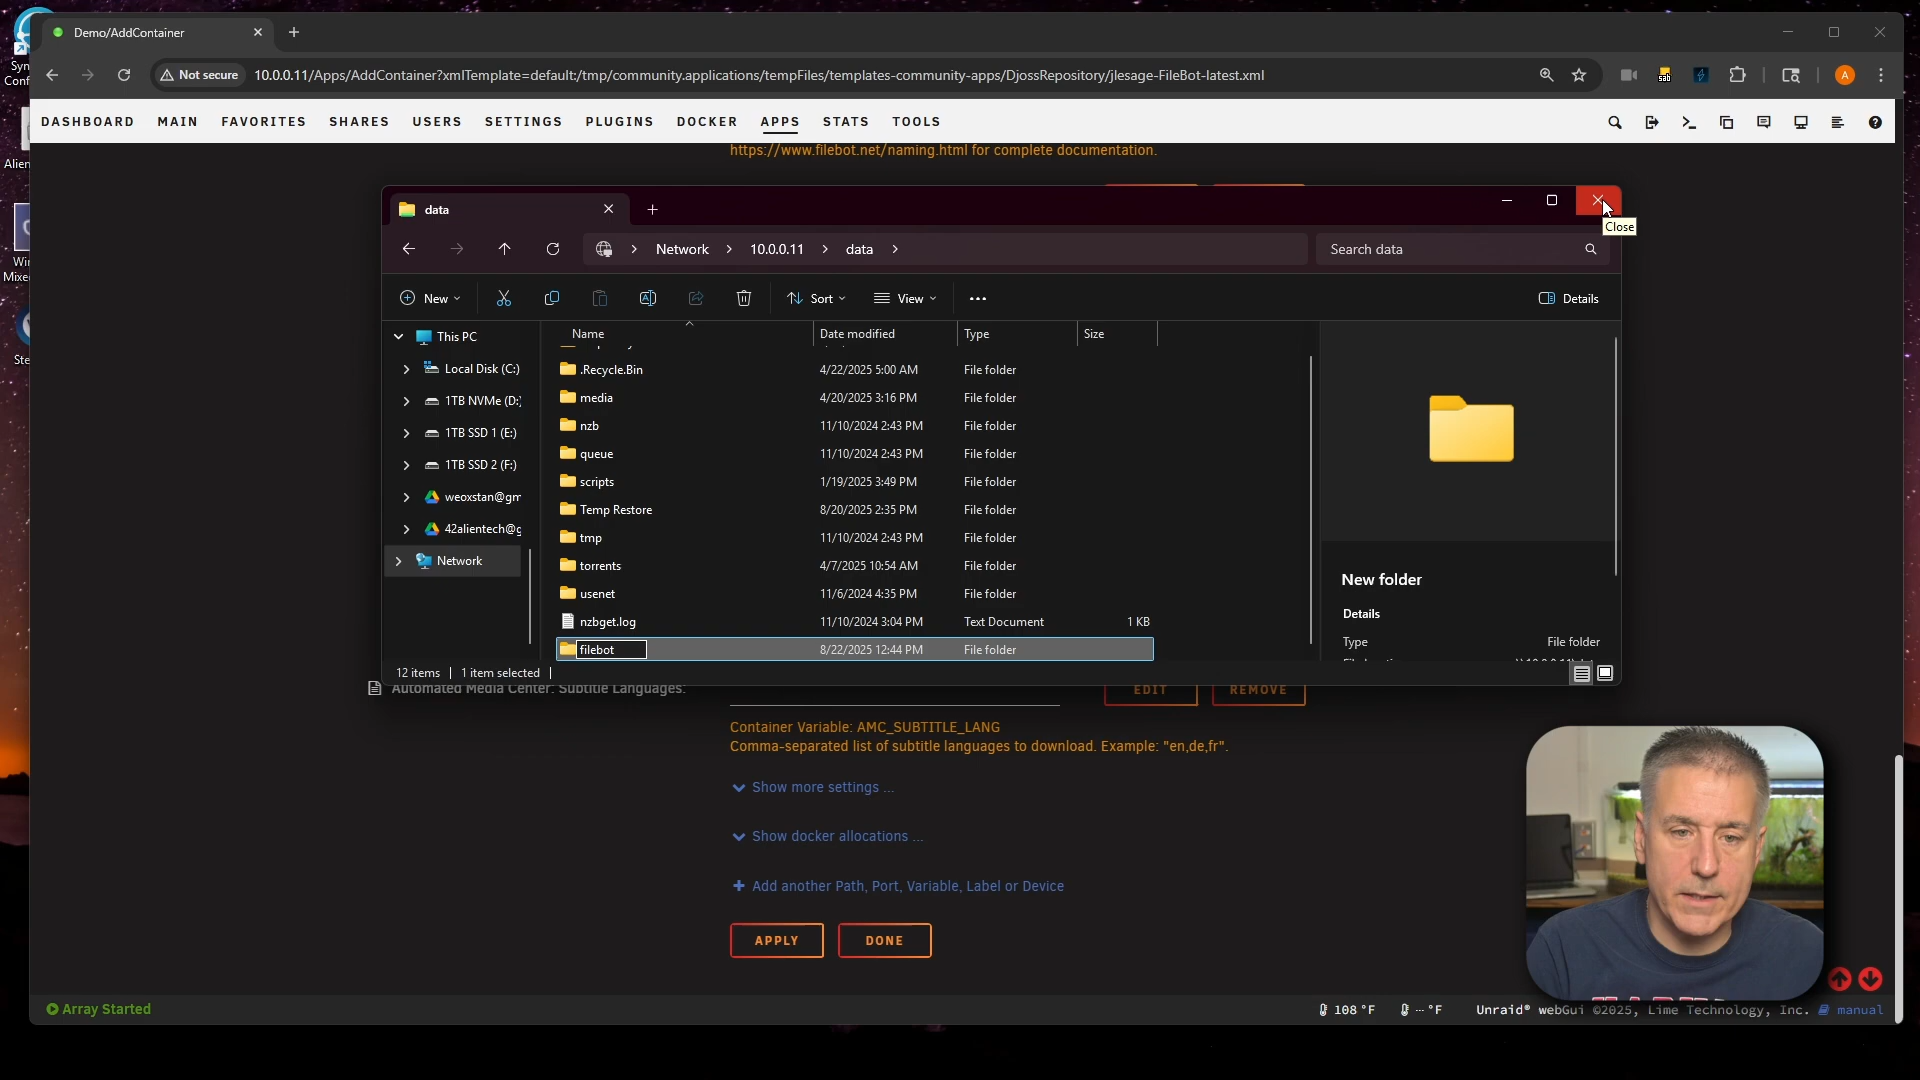 Demo/AddContainer
Not secure
10.0.0.11/Apps/AddContainer?xmlTemplate=default:/tmp/community.applications/tempFiles/templates-community-apps/DjossRepository/jlesage-FileBot-latest.xml
sab
A
DASHBOARD MAIN FAVORITES SHARES USERS SETTINGS PLUGINS DOCKER APPS STATS TOOLS
https://www.filebot.net/naming.html for complete documentation.
data
Close
Network 10.0.0.11 data
Search data
New
Sort
View
Details
This PC
Local Disk (C:)
1TB NVMe (D:)
1TB SSD 1 (E:)
1TB SSD 2 (F:)
weoxstan@gm
42alientech@g
Network
Name Date modified Type Size
.Recycle.Bin 4/22/2025 5:00 AM File folder
media 4/20/2025 3:16 PM File folder
nzb 11/10/2024 2:43 PM File folder
queue 11/10/2024 2:43 PM File folder
scripts 1/19/2025 3:49 PM File folder
Temp Restore 8/20/2025 2:35 PM File folder
tmp 11/10/2024 2:43 PM File folder
torrents 4/7/2025 10:54 AM File folder
usenet 11/6/2024 4:35 PM File folder
nzbget.log 11/10/2024 3:04 PM Text Document 1 KB
filebot 8/22/2025 12:44 PM File folder
New folder
Details
Type File folder
12 items 1 item selected
Automated Media Center: Subtitle Languages:
EDIT REMOVE
Container Variable: AMC_SUBTITLE_LANG
Comma-separated list of subtitle languages to download. Example: "en,de,fr".
Show more settings ...
Show docker allocations ...
Add another Path, Port, Variable, Label or Device
APPLY DONE
Array Started
108 °F
-- °F
Unraid® webGui ©2025, Lime Technology, Inc. manual